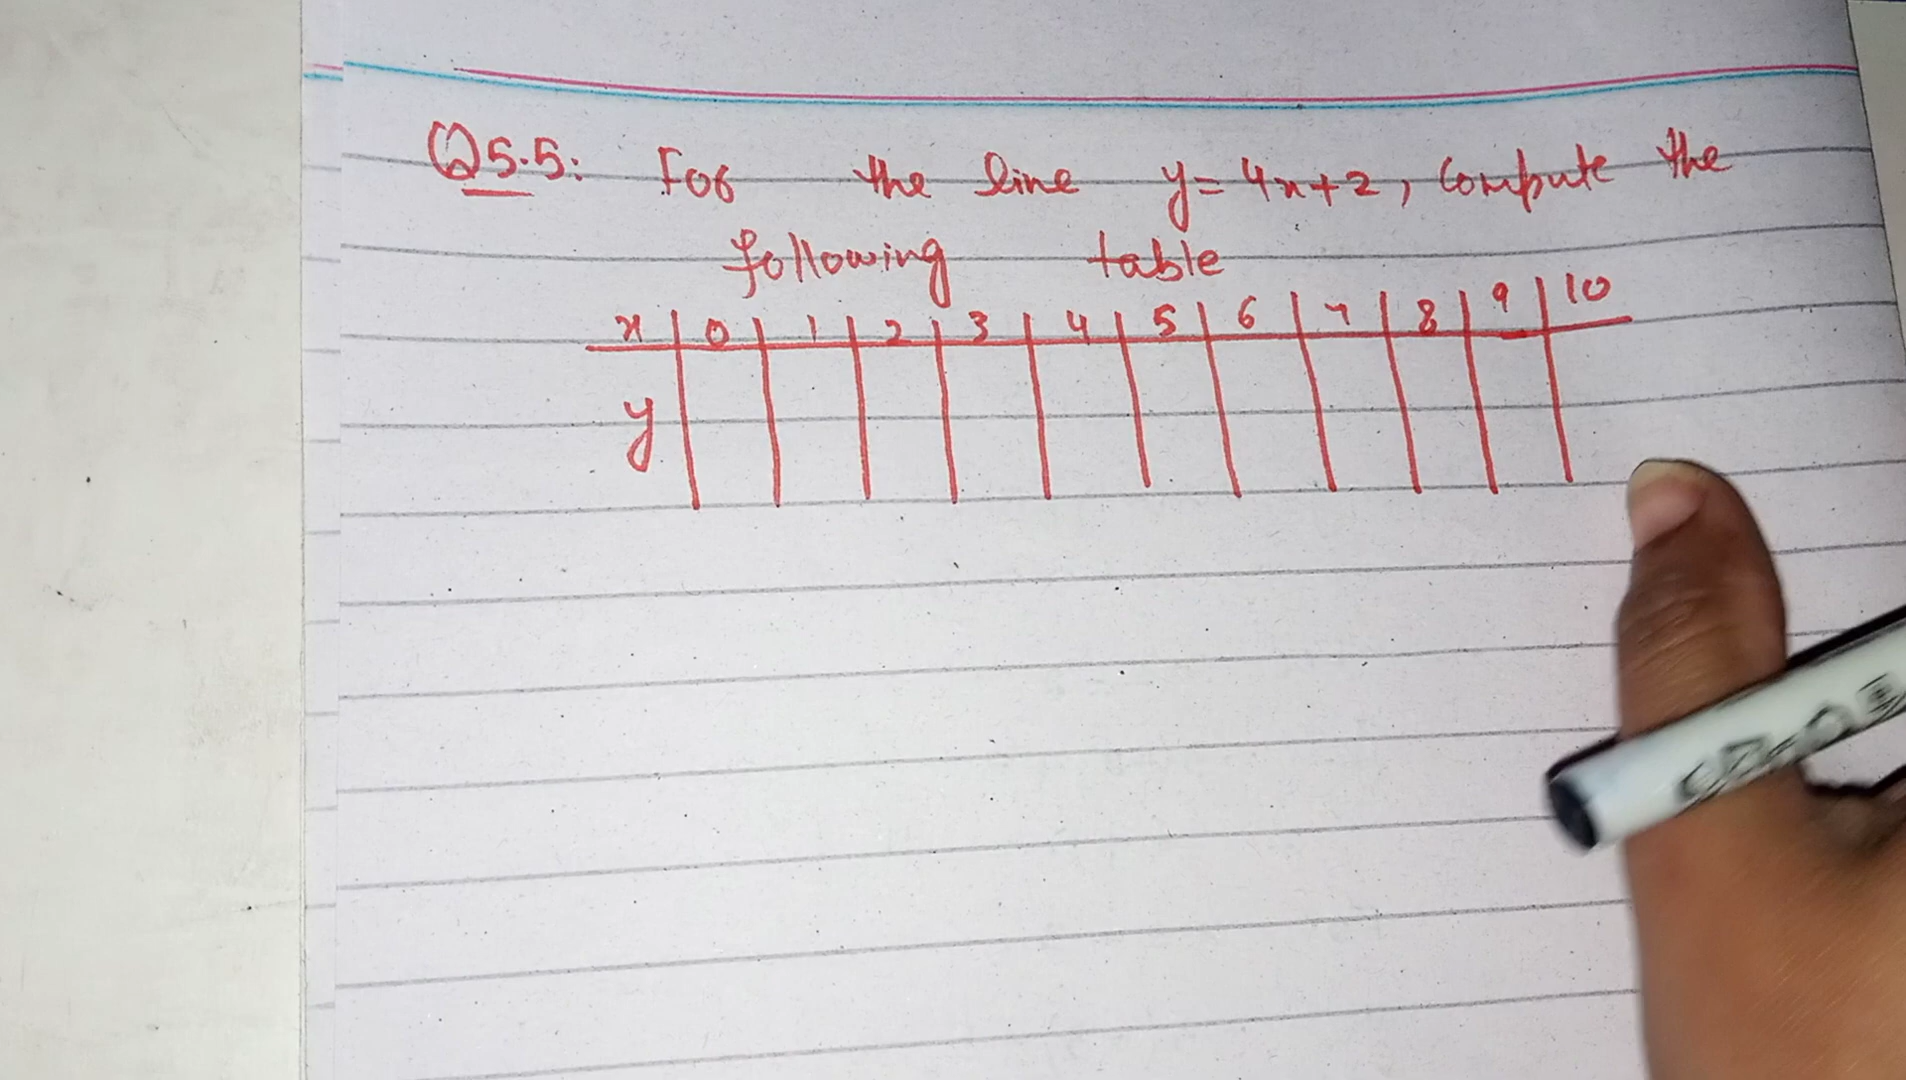 Q5.5: For the line y=4x+2, compute the
following table
x 0 1 2 3 4 5 6 7 8 9 10
y